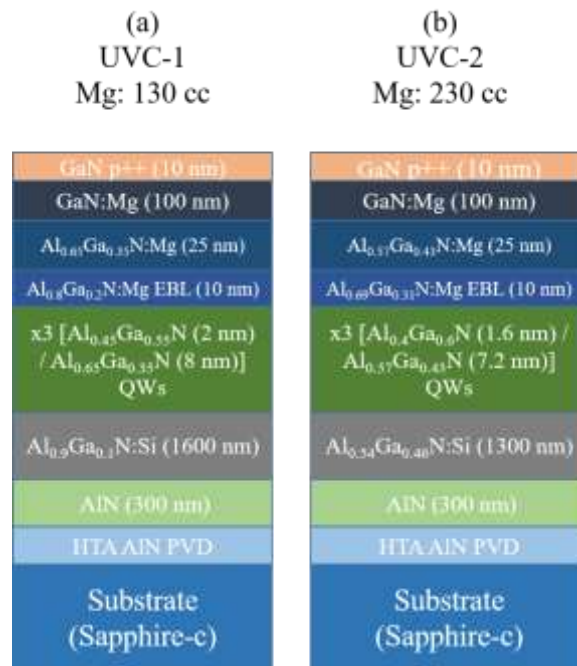 (a)
UVC-1
Mg: 130 cc
GaN p++ (10 nm)
GaN:Mg (100 nm)
Al₀.₆₅Ga₀.₃₅N:Mg (25 nm)
Al₀.₈Ga₀.₂N:Mg EBL (10 nm)
x3 [Al₀.₄₅Ga₀.₅₅N (2 nm)
/ Al₀.₆₅Ga₀.₃₅N (8 nm)]
QWs
Al₀.₉Ga₀.₁N:Si (1600 nm)
AlN (300 nm)
HTA AlN PVD
Substrate
(Sapphire-c)
(b)
UVC-2
Mg: 230 cc
GaN p++ (10 nm)
GaN:Mg (100 nm)
Al₀.₅₇Ga₀.₄₃N:Mg (25 nm)
Al₀.₆₉Ga₀.₃₁N:Mg EBL (10 nm)
x3 [Al₀.₄Ga₀.₆N (1.6 nm) /
Al₀.₅₇Ga₀.₄₃N (7.2 nm)]
QWs
Al₀.₅₄Ga₀.₄₆N:Si (1300 nm)
AlN (300 nm)
HTA AlN PVD
Substrate
(Sapphire-c)